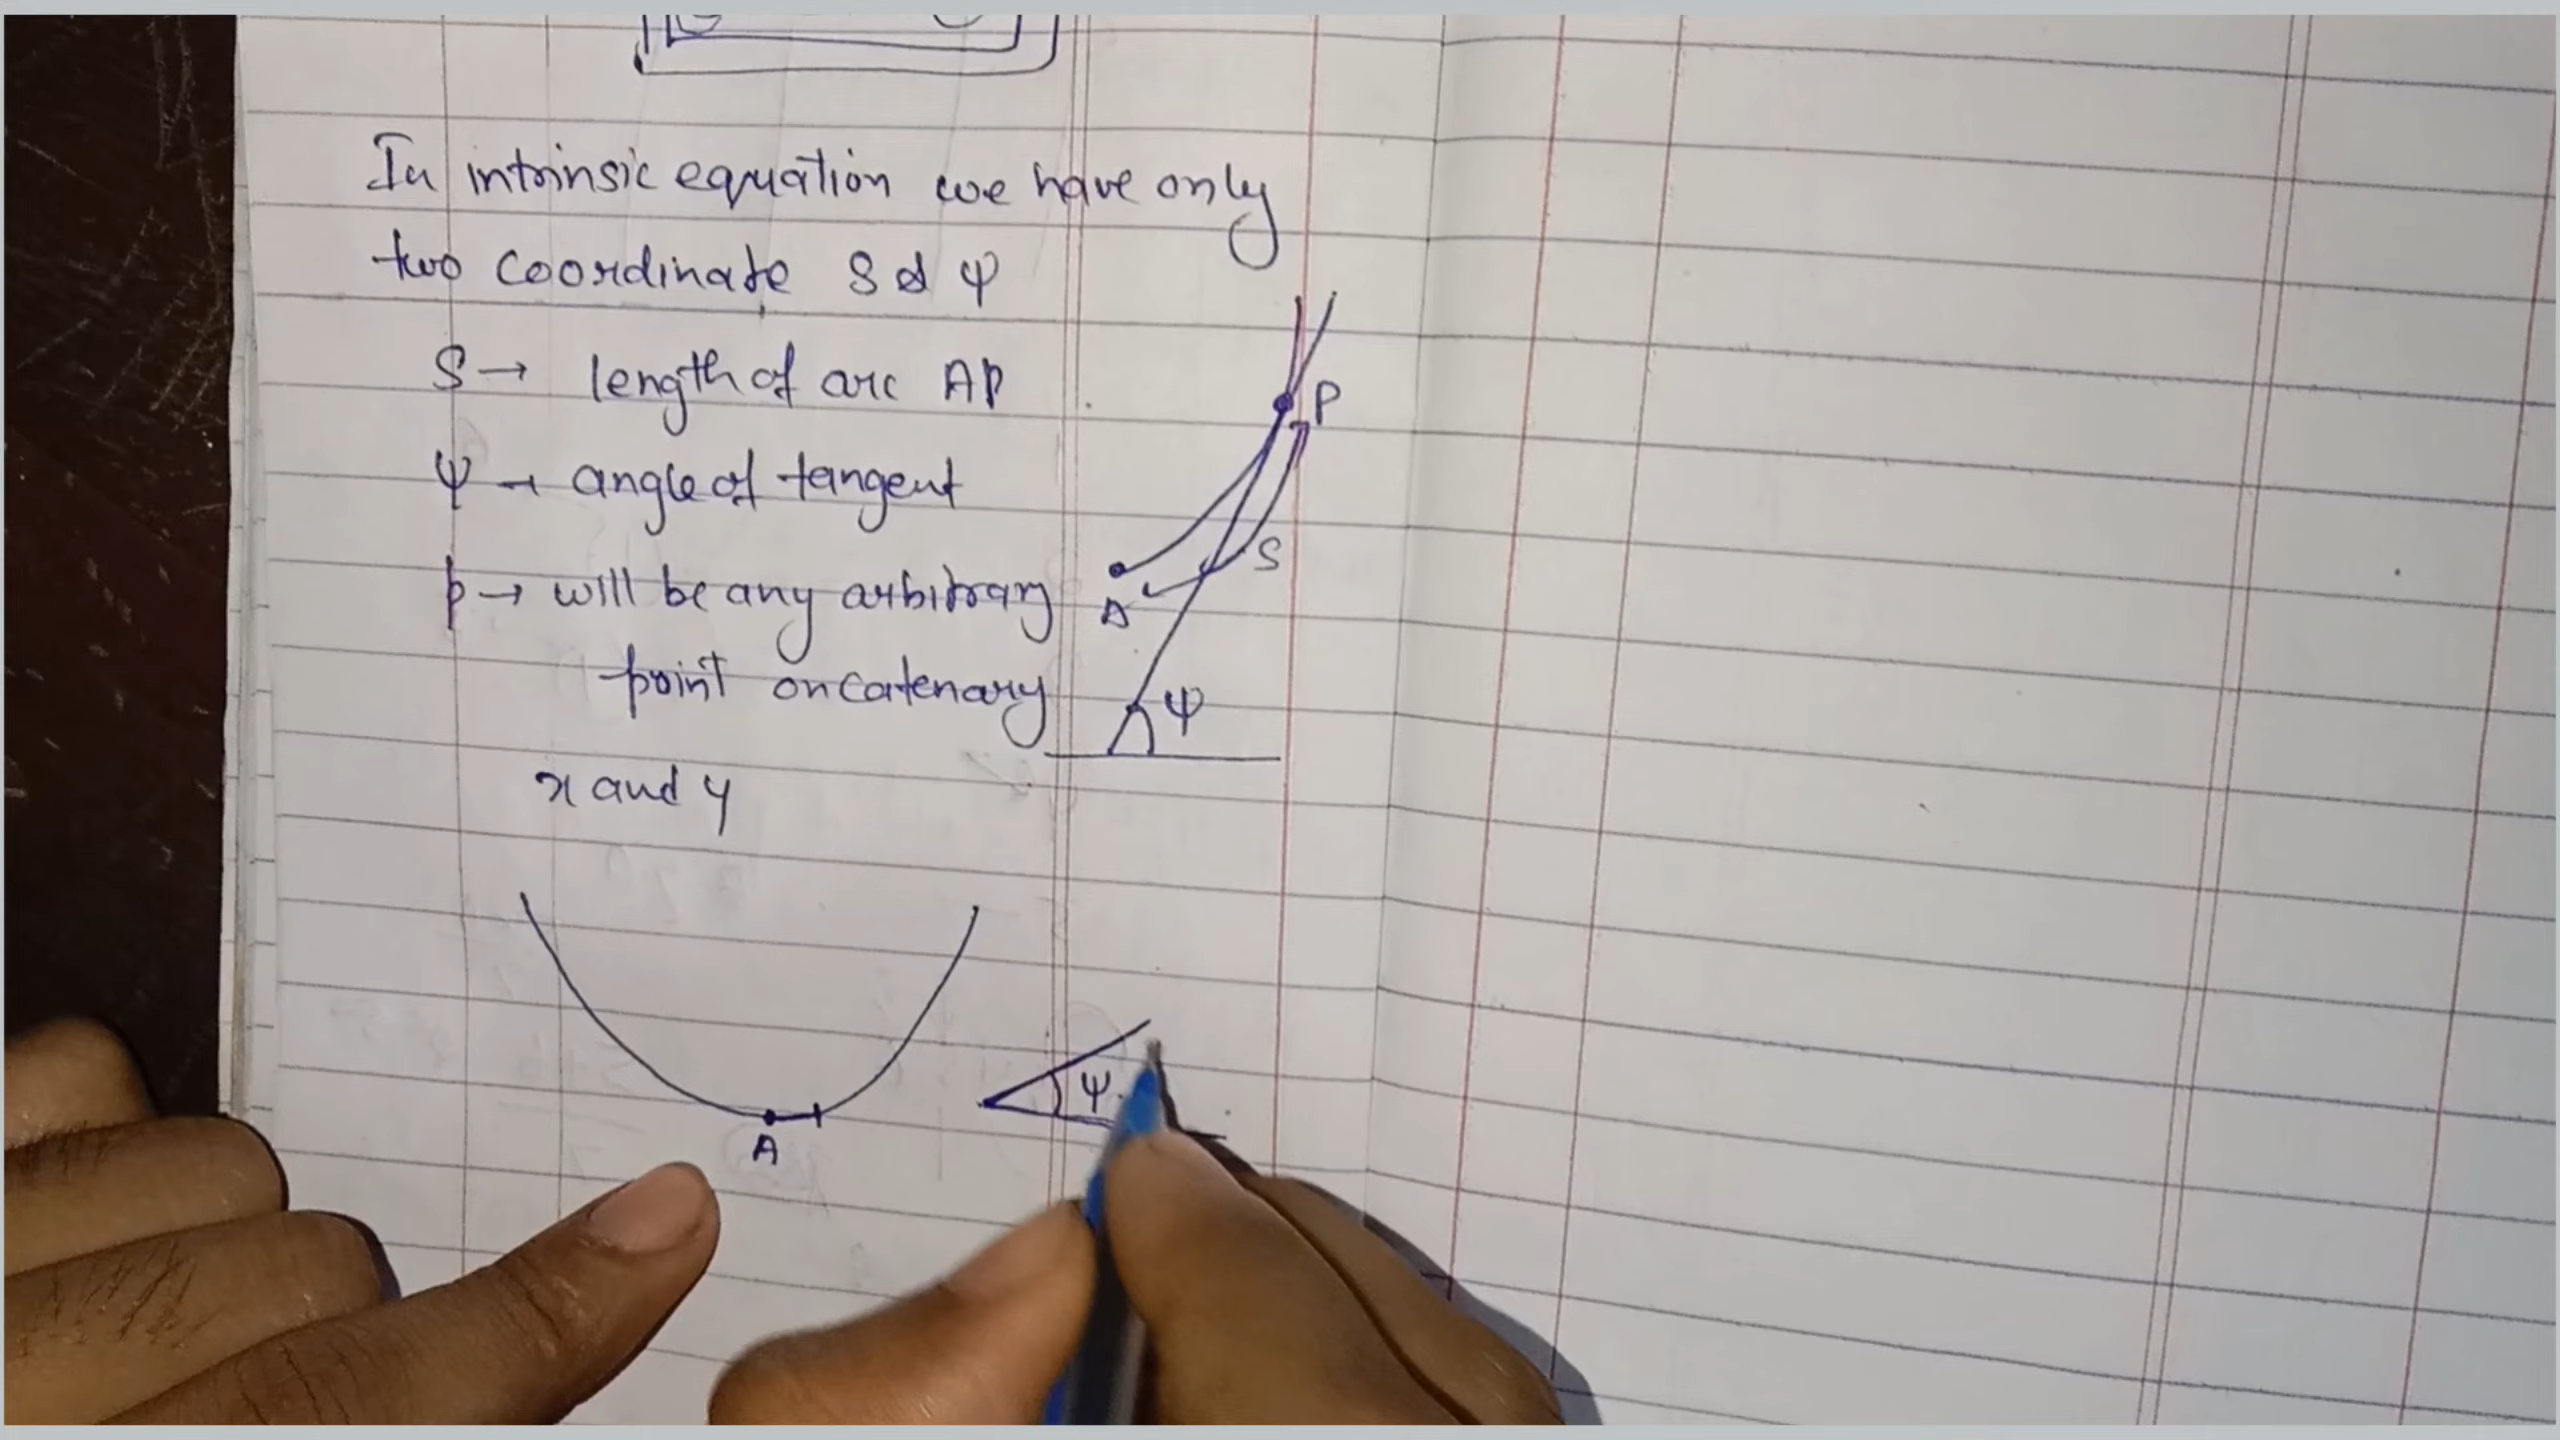 In intrinsic equation we have only
two coordinate S & ψ
S → length of arc AP
ψ → angle of tangent
p → will be any arbitrary
point on catenary
P
S
A
ψ
x and y
A
ψ